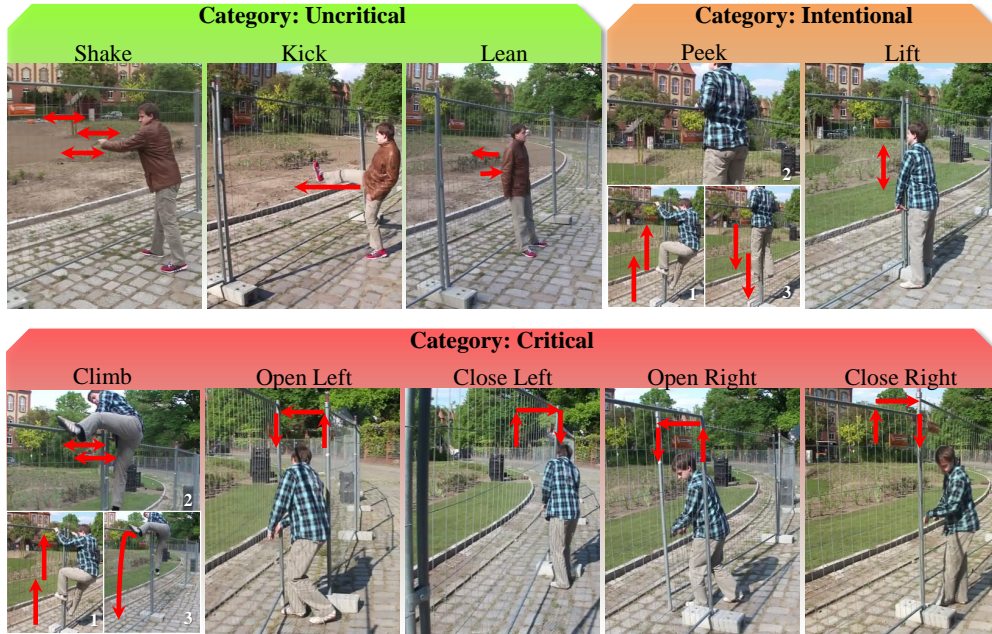 Category: Uncritical
Category: Intentional
Shake
Kick
Lean
Peek
Lift
2
1
3
Category: Critical
Climb
Open Left
Close Left
Open Right
Close Right
2
1
3